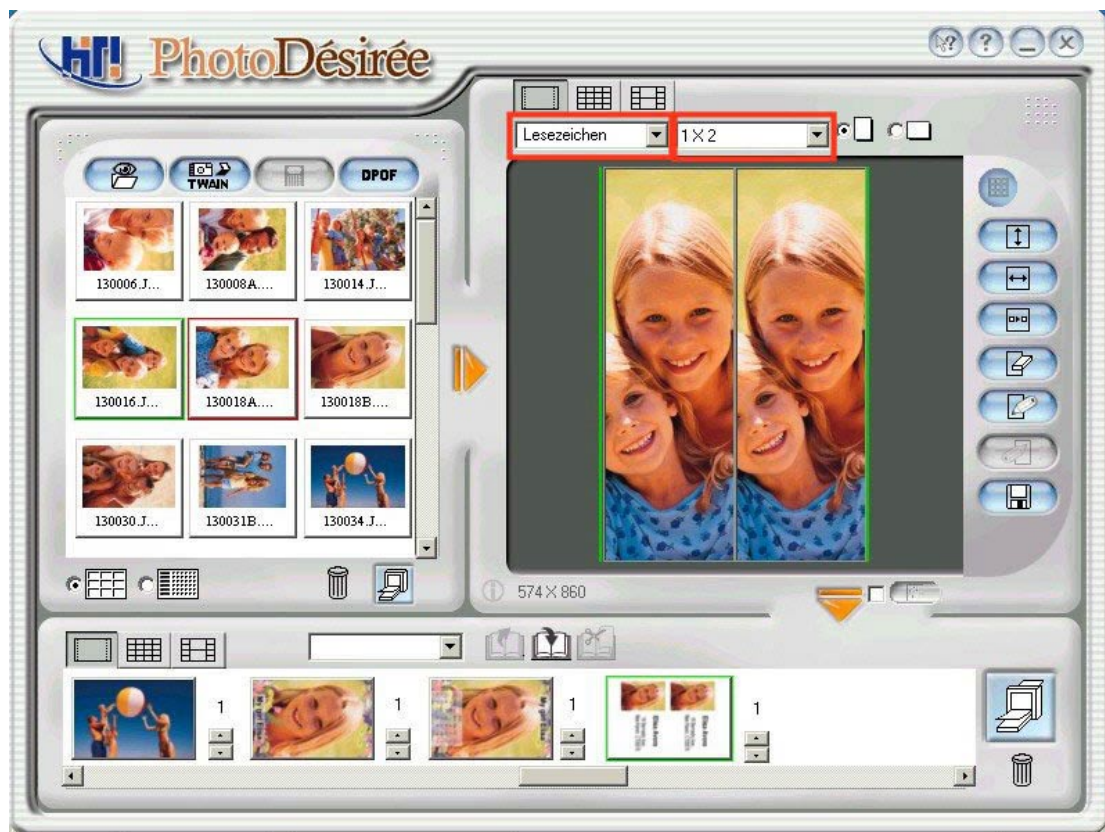 HiTi PhotoDésirée
Lesezeichen
1 X 2
TWAIN
DPOF
130006.J...
130008A....
130014.J...
130016.J...
130018A....
130018B....
130030.J...
130031B....
130034.J...
574 X 860
1
1
1
1